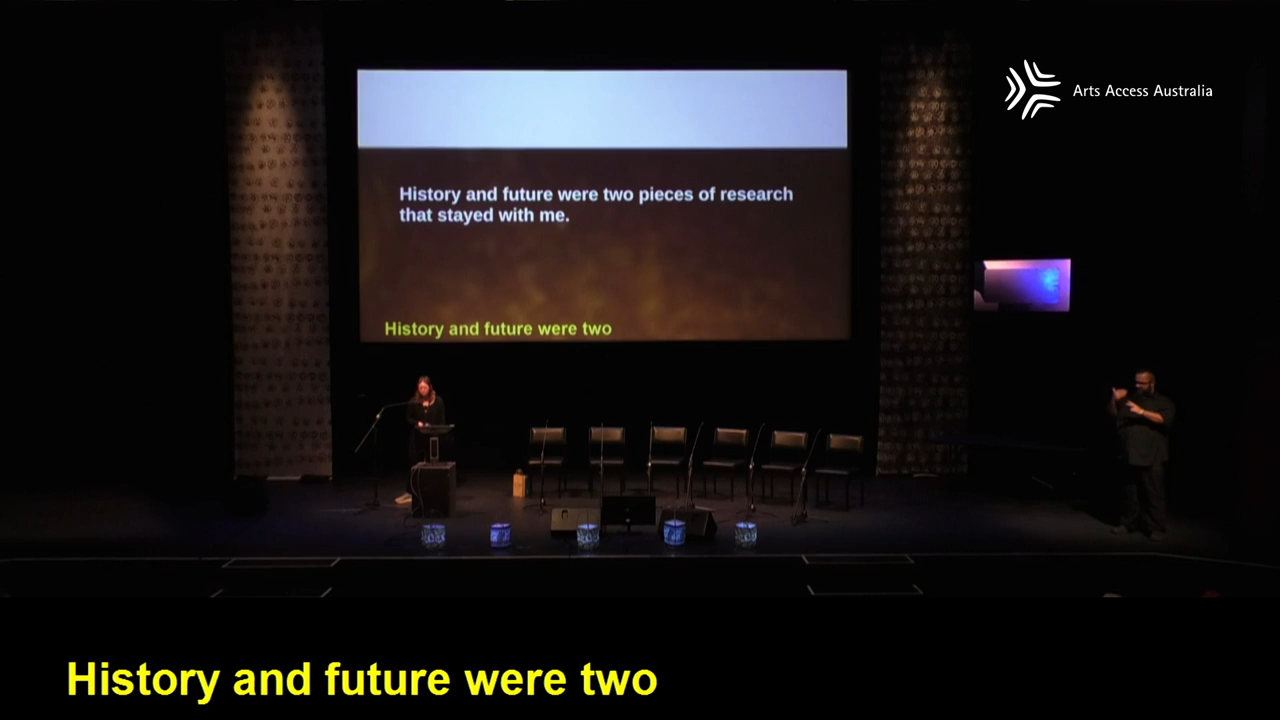 Arts Access Australia
History and future were two pieces of research
that stayed with me.
History and future were two
History and future were two